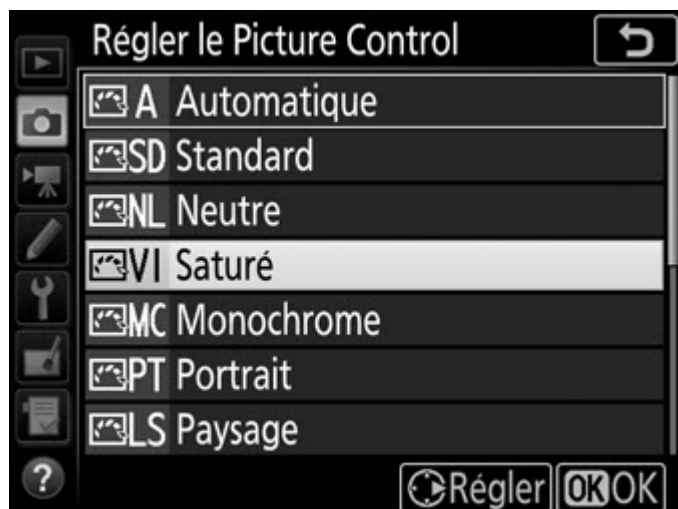 Régler le Picture Control
A Automatique
SD Standard
NL Neutre
VI Saturé
MC Monochrome
PT Portrait
LS Paysage
? Régler OK OK